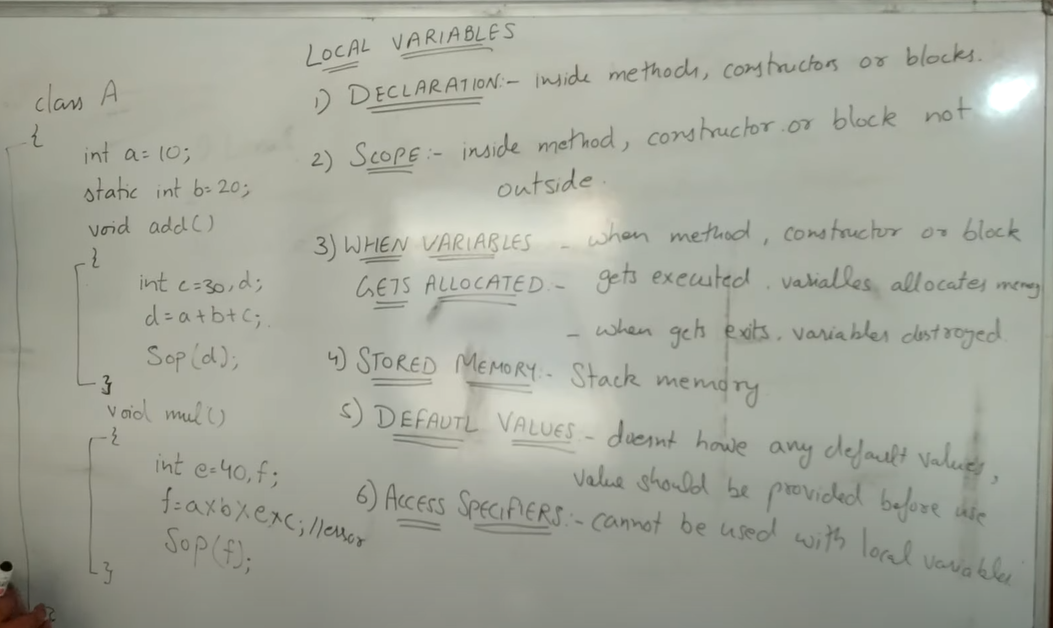 class A
{
int a=10;
static int b=20;
void add()
{
int c=30,d;
d=a+b+c;
Sop(d);
}
void mul()
{
int e=40,f;
f=a×b×e×c; //error
Sop(f);
}
}
LOCAL VARIABLES
1) DECLARATION:- inside methods, constructors or blocks.
2) SCOPE:- inside method, constructor or block not
outside.
3) WHEN VARIABLES - when method, constructor or block
GETS ALLOCATED:- gets executed. variables allocates memory
- when gets exits. variables destroyed
4) STORED MEMORY:- Stack memory
5) DEFAUTL VALUES - doesnt have any default values,
value should be provided before use
6) ACCESS SPECIFIERS:- cannot be used with local variables